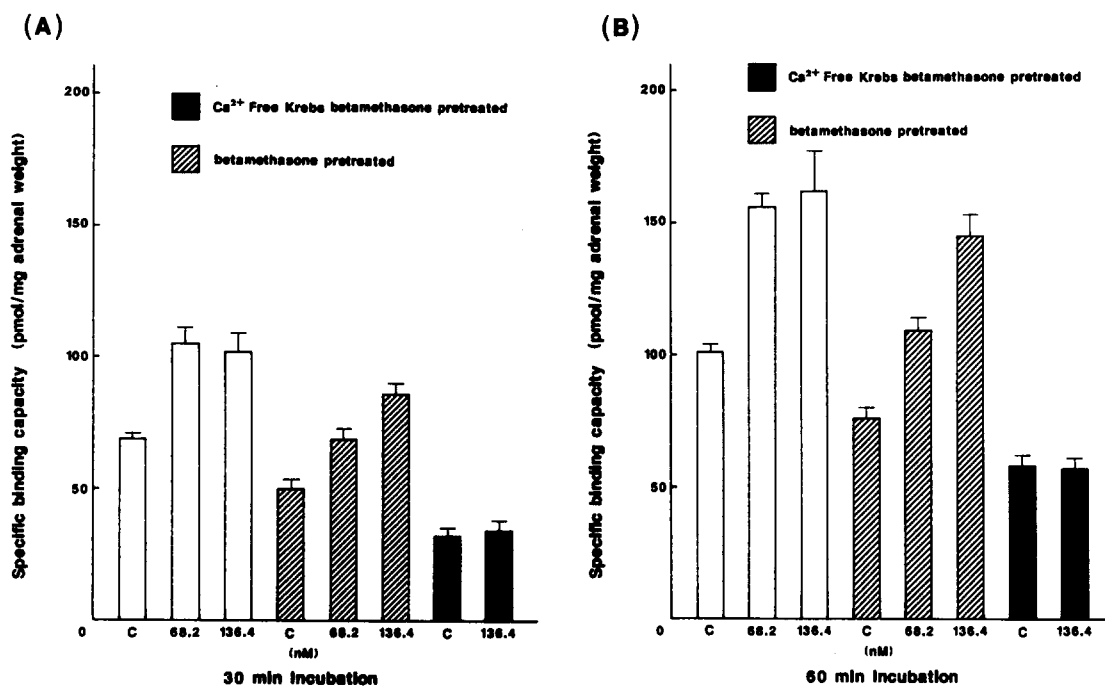 (A)
Specific binding capacity (pmol/mg adrenal weight)
200
150
100
50
0
Ca²⁺ Free Krebs betamethasone pretreated
betamethasone pretreated
C 68.2 136.4 C 68.2 136.4 C 136.4
(nM)
30 min Incubation
(B)
Specific binding capacity (pmol/mg adrenal weight)
200
150
100
50
0
Ca²⁺ Free Krebs betamethasone pretreated
betamethasone pretreated
C 68.2 136.4 C 68.2 136.4 C 136.4
(nM)
60 min Incubation